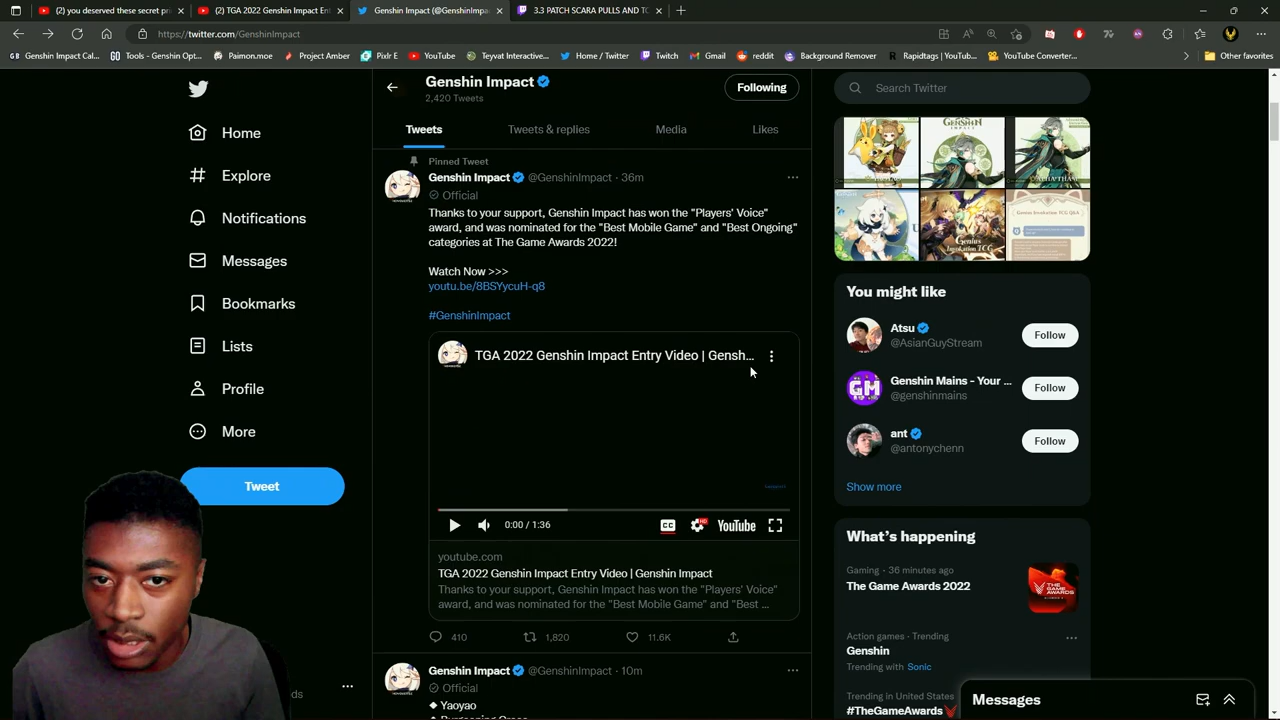 (2) you deserved these secret pri
(2) TGA 2022 Genshin Impact Ent
Genshin Impact (@GenshinImpac
3.3 PATCH SCARA PULLS AND TC
https://twitter.com/GenshinImpact
Genshin Impact Cal...
Tools - Genshin Opt...
Paimon.moe
Project Amber
Pixlr E
YouTube
Teyvat Interactive...
Home / Twitter
Twitch
Gmail
reddit
Background Remover
Rapidtags | YouTub...
YouTube Converter...
Other favorites
Genshin Impact
2,420 Tweets
Following
Tweets
Tweets & replies
Media
Likes
Home
Explore
Notifications
Messages
Bookmarks
Lists
Profile
More
Tweet
Pinned Tweet
Genshin Impact @GenshinImpact · 36m
Official
Thanks to your support, Genshin Impact has won the "Players' Voice"
award, and was nominated for the "Best Mobile Game" and "Best Ongoing"
categories at The Game Awards 2022!
Watch Now >>>
youtu.be/8BSYycuH-q8
#GenshinImpact
TGA 2022 Genshin Impact Entry Video | Gensh...
0:00 / 1:36
CC
HD
YouTube
youtube.com
TGA 2022 Genshin Impact Entry Video | Genshin Impact
Thanks to your support, Genshin Impact has won the "Players' Voice"
award, and was nominated for the "Best Mobile Game" and "Best ...
410
1,820
11.6K
Genshin Impact @GenshinImpact · 10m
Official
◆ Yaoyao
Search Twitter
You might like
Atsu
@AsianGuyStream
Follow
Genshin Mains - Your ...
@genshinmains
Follow
ant
@antonychenn
Follow
Show more
What's happening
Gaming · 36 minutes ago
The Game Awards 2022
Action games · Trending
Genshin
Trending with Sonic
Trending in United States
#TheGameAwards
Messages